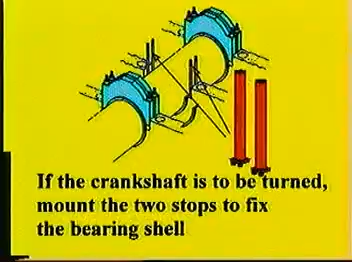 If the crankshaft is to be turned,
mount the two stops to fix
the bearing shell